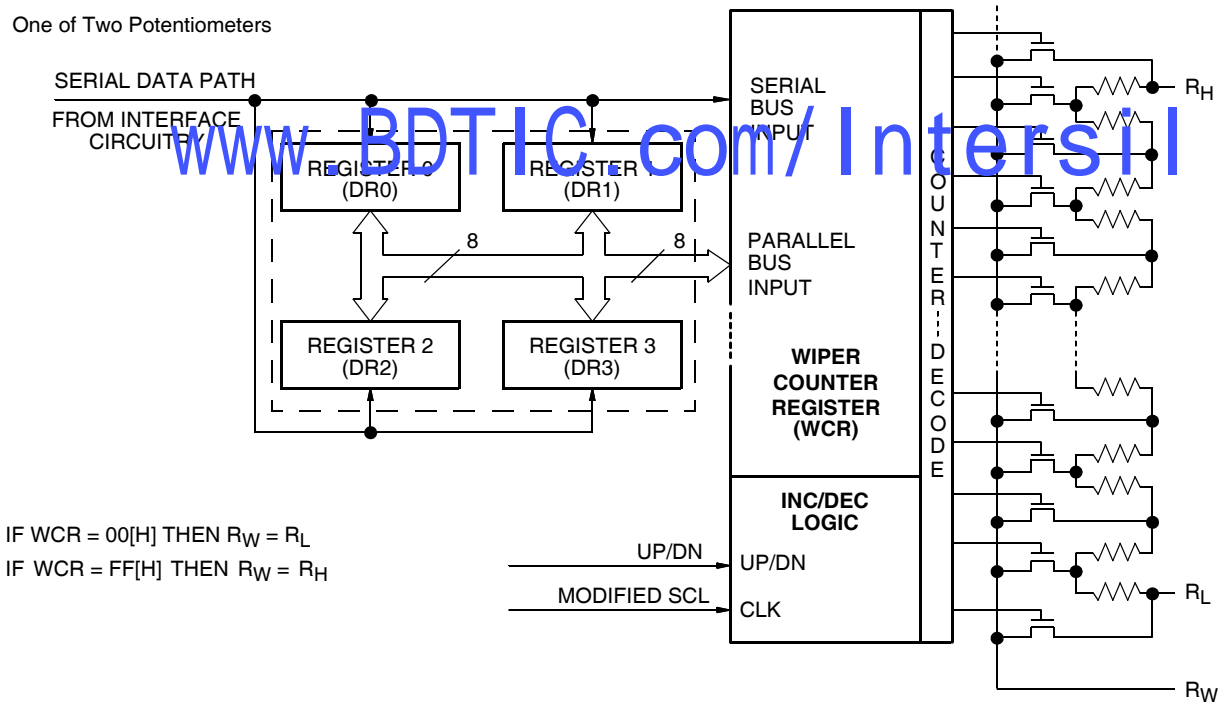 One of Two Potentiometers
SERIAL DATA PATH
FROM INTERFACE
CIRCUITRY
www.BDTIC.com/Intersil
REGISTER 0
(DR0)
REGISTER 1
(DR1)
8
8
REGISTER 2
(DR2)
REGISTER 3
(DR3)
SERIAL
BUS
INPUT
PARALLEL
BUS
INPUT
WIPER
COUNTER
REGISTER
(WCR)
INC/DEC
LOGIC
UP/DN
UP/DN
MODIFIED SCL
CLK
COUNTER
DECODE
RH
RL
RW
IF WCR = 00[H] THEN RW = RL
IF WCR = FF[H] THEN RW = RH